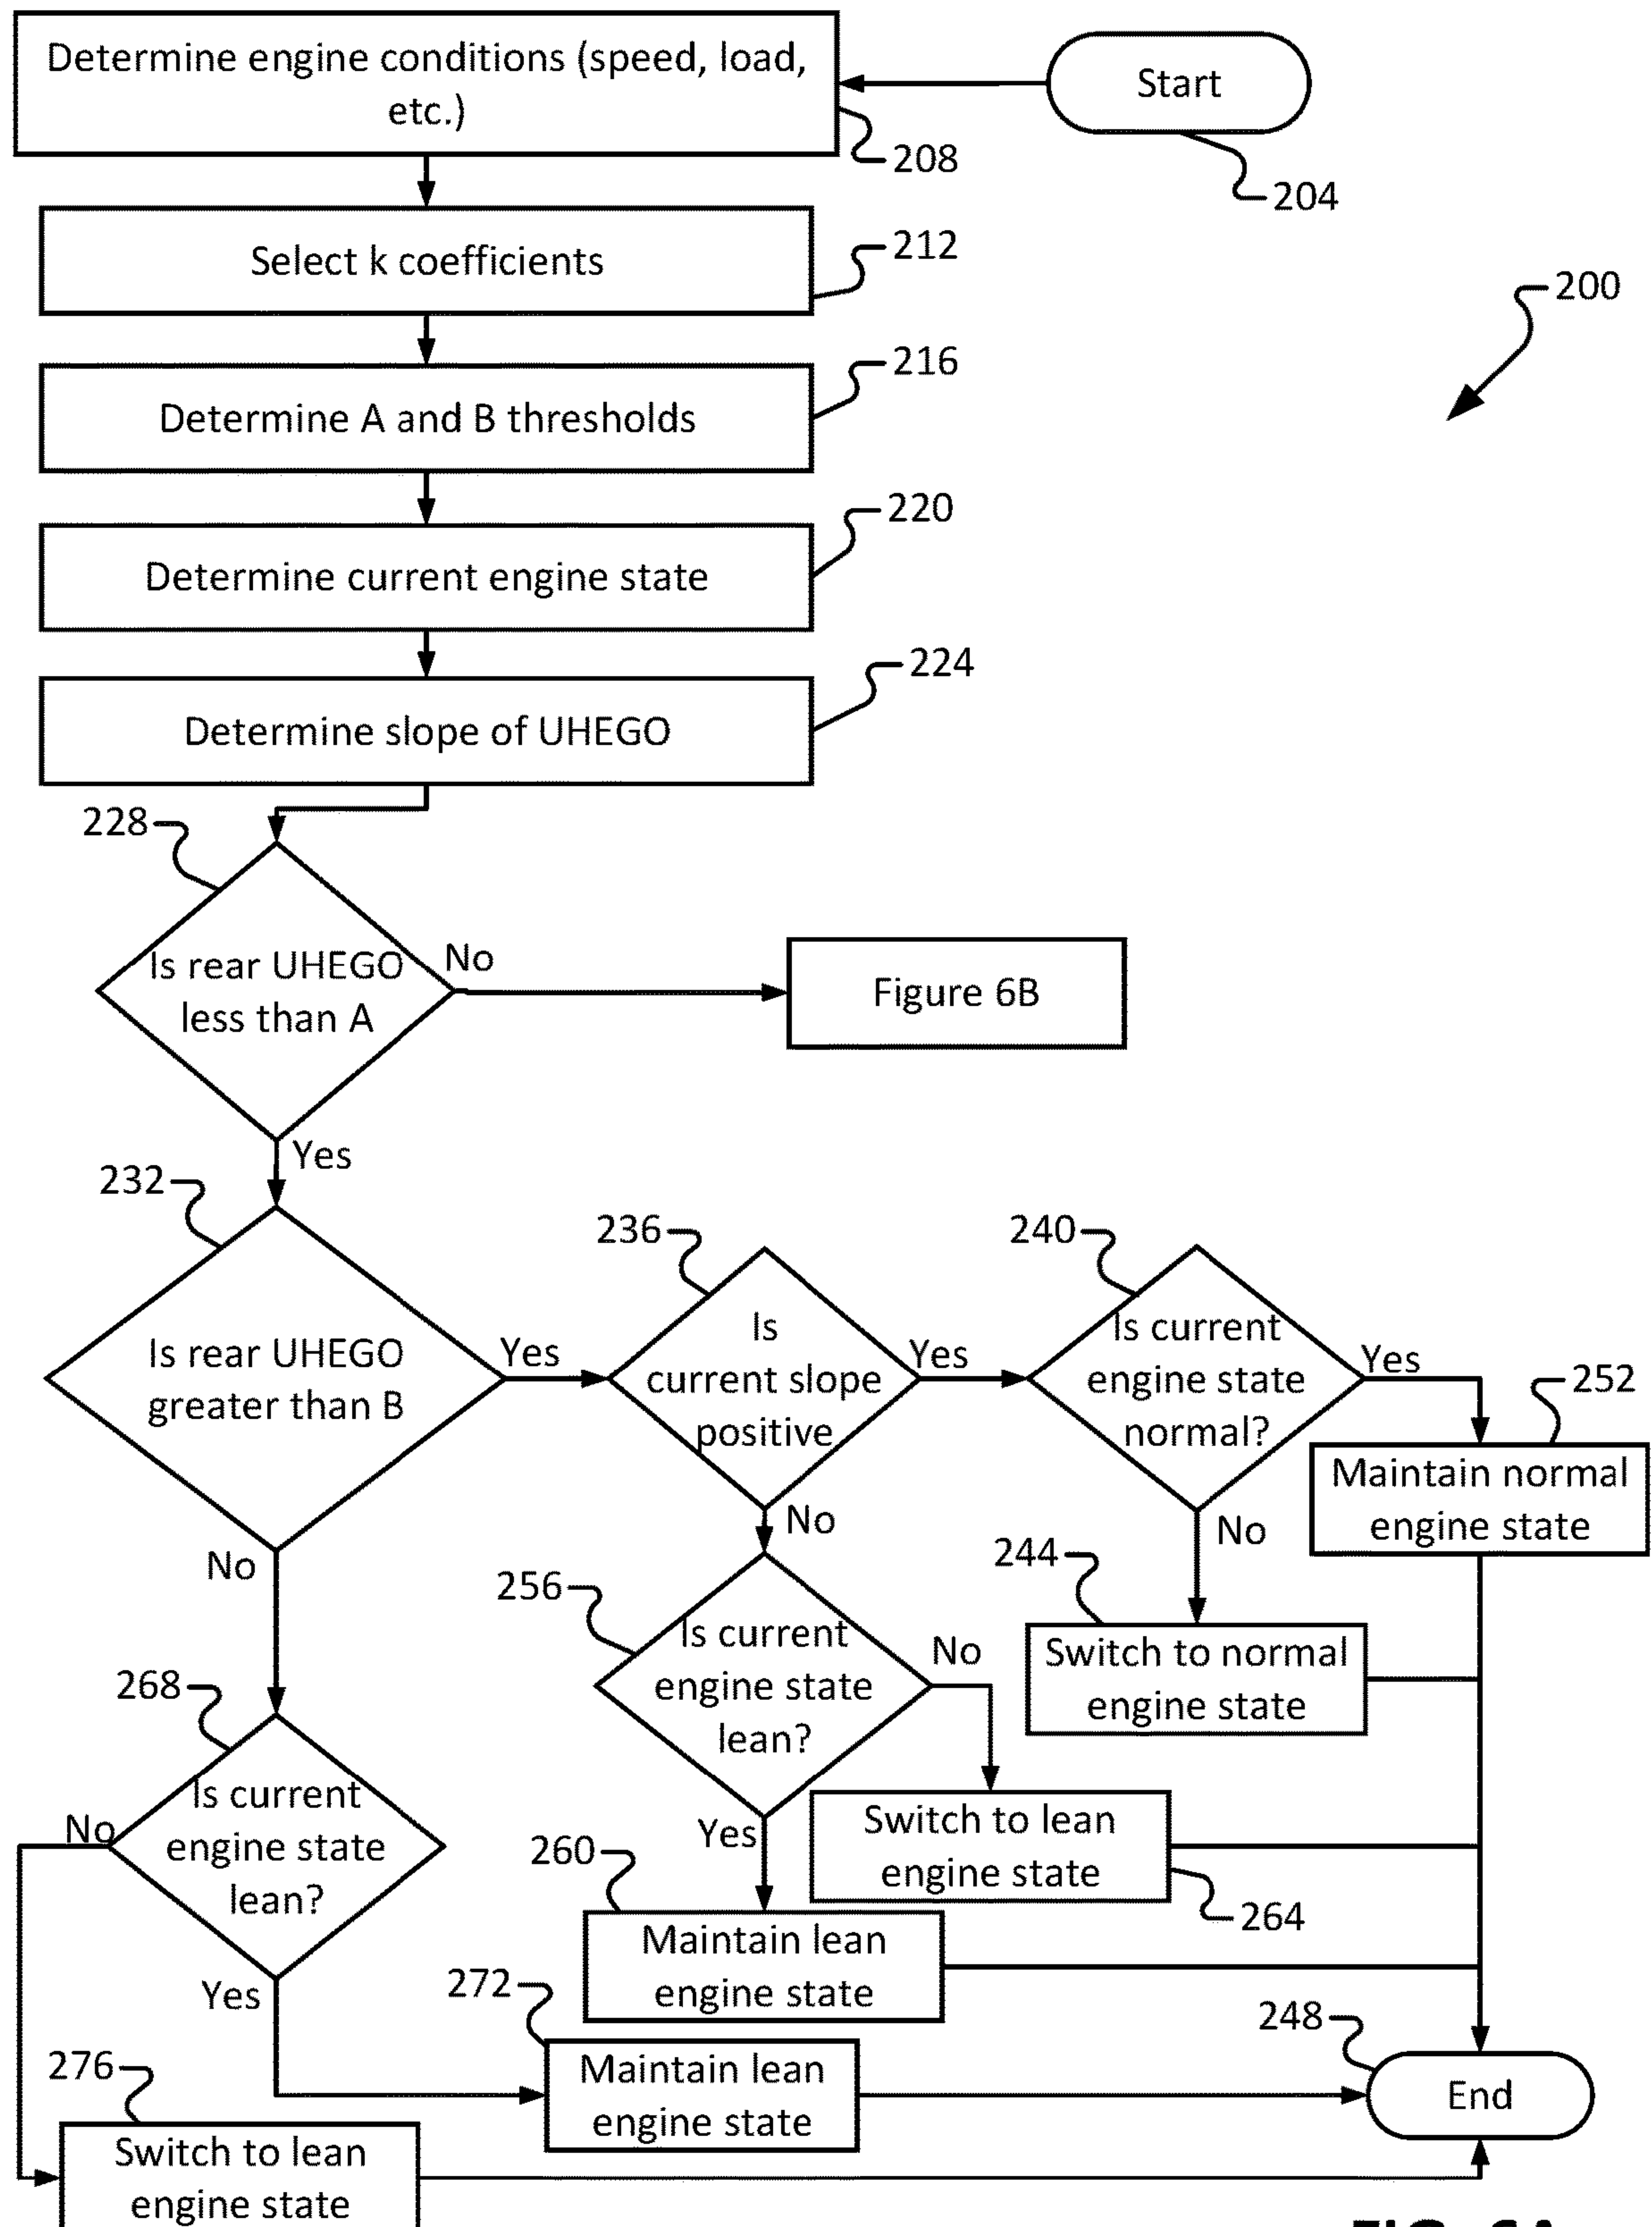 Determine engine conditions (speed, load,
etc.)
Start
208
204
Select k coefficients
212
200
Determine A and B thresholds
216
Determine current engine state
220
Determine slope of UHEGO
224
228
Is rear UHEGO
less than A
No
Figure 6B
Yes
232
Is rear UHEGO
greater than B
Yes
236
Is
current slope
positive
Yes
240
Is current
engine state
normal?
Yes
252
Maintain normal
engine state
No
244
Switch to normal
engine state
No
256
Is current
engine state
lean?
No
Switch to lean
engine state
264
Yes
260
Maintain lean
engine state
No
268
Is current
engine state
lean?
No
Yes
272
Maintain lean
engine state
248
End
276
Switch to lean
engine state